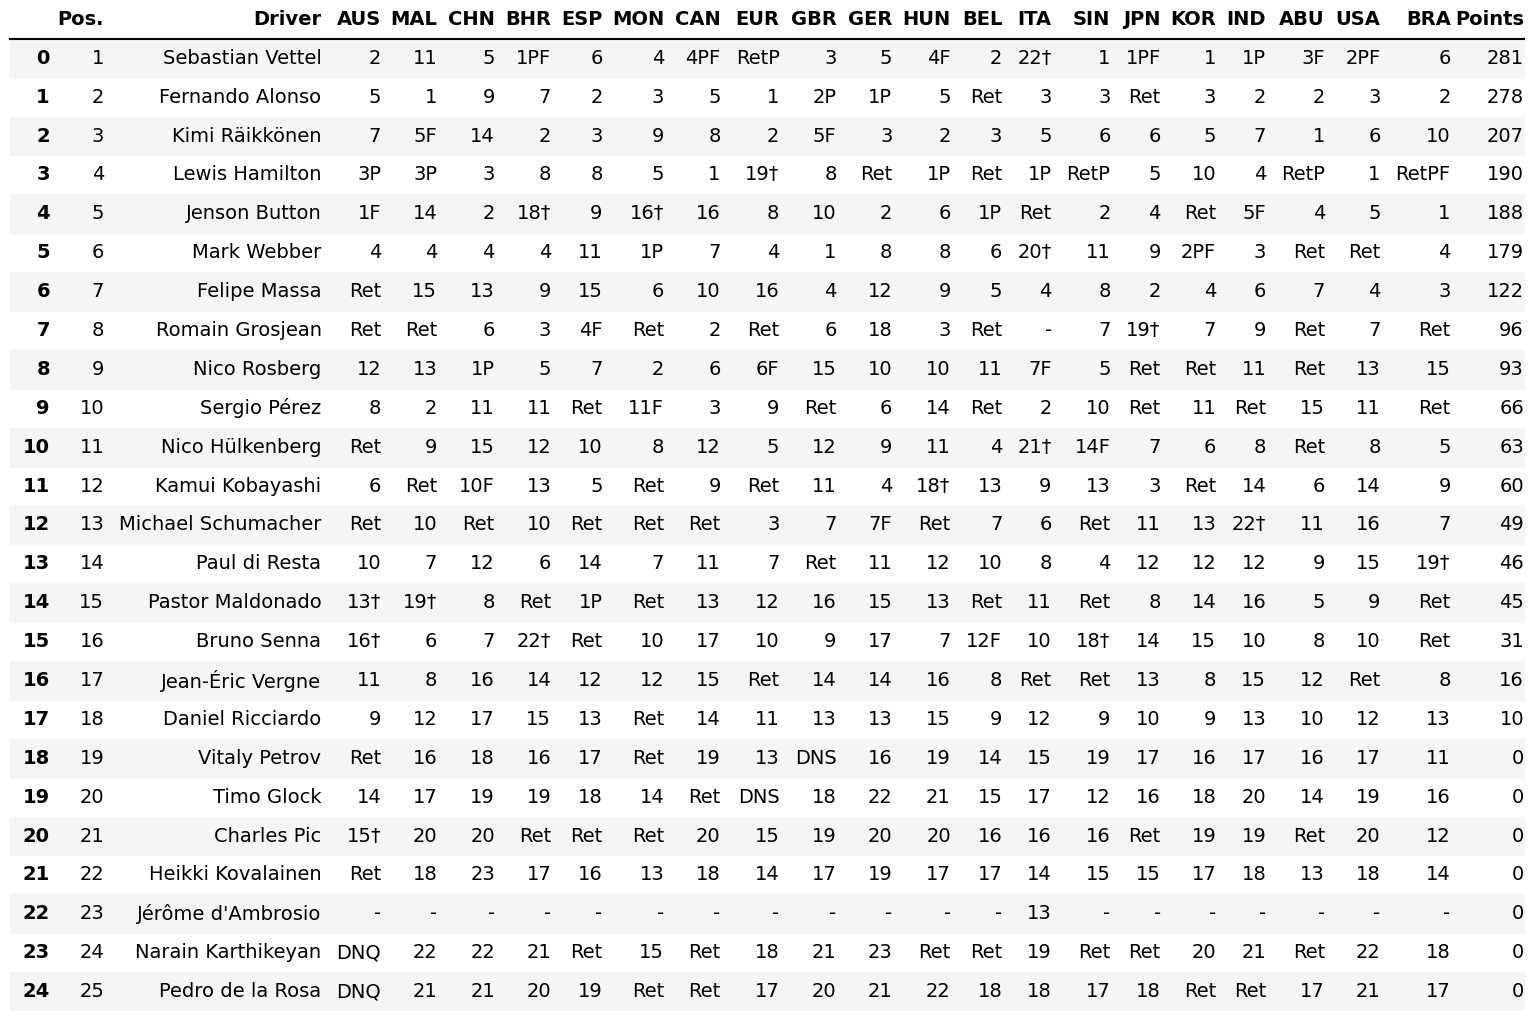 Pos. Driver AUS MAL CHN BHR ESP MON CAN EUR GBR GER HUN BEL ITA SIN JPN KOR IND ABU USA BRA Points
0 1 Sebastian Vettel 2 11 5 1PF 6 4 4PF RetP 3 5 4F 2 22† 1 1PF 1 1P 3F 2PF 6 281
1 2 Fernando Alonso 5 1 9 7 2 3 5 1 2P 1P 5 Ret 3 3 Ret 3 2 2 3 2 278
2 3 Kimi Räikkönen 7 5F 14 2 3 9 8 2 5F 3 2 3 5 6 6 5 7 1 6 10 207
3 4 Lewis Hamilton 3P 3P 3 8 8 5 1 19† 8 Ret 1P Ret 1P RetP 5 10 4 RetP 1 RetPF 190
4 5 Jenson Button 1F 14 2 18† 9 16† 16 8 10 2 6 1P Ret 2 4 Ret 5F 4 5 1 188
5 6 Mark Webber 4 4 4 4 11 1P 7 4 1 8 8 6 20† 11 9 2PF 3 Ret Ret 4 179
6 7 Felipe Massa Ret 15 13 9 15 6 10 16 4 12 9 5 4 8 2 4 6 7 4 3 122
7 8 Romain Grosjean Ret Ret 6 3 4F Ret 2 Ret 6 18 3 Ret - 7 19† 7 9 Ret 7 Ret 96
8 9 Nico Rosberg 12 13 1P 5 7 2 6 6F 15 10 10 11 7F 5 Ret Ret 11 Ret 13 15 93
9 10 Sergio Pérez 8 2 11 11 Ret 11F 3 9 Ret 6 14 Ret 2 10 Ret 11 Ret 15 11 Ret 66
10 11 Nico Hülkenberg Ret 9 15 12 10 8 12 5 12 9 11 4 21† 14F 7 6 8 Ret 8 5 63
11 12 Kamui Kobayashi 6 Ret 10F 13 5 Ret 9 Ret 11 4 18† 13 9 13 3 Ret 14 6 14 9 60
12 13 Michael Schumacher Ret 10 Ret 10 Ret Ret Ret 3 7 7F Ret 7 6 Ret 11 13 22† 11 16 7 49
13 14 Paul di Resta 10 7 12 6 14 7 11 7 Ret 11 12 10 8 4 12 12 12 9 15 19† 46
14 15 Pastor Maldonado 13† 19† 8 Ret 1P Ret 13 12 16 15 13 Ret 11 Ret 8 14 16 5 9 Ret 45
15 16 Bruno Senna 16† 6 7 22† Ret 10 17 10 9 17 7 12F 10 18† 14 15 10 8 10 Ret 31
16 17 Jean-Éric Vergne 11 8 16 14 12 12 15 Ret 14 14 16 8 Ret Ret 13 8 15 12 Ret 8 16
17 18 Daniel Ricciardo 9 12 17 15 13 Ret 14 11 13 13 15 9 12 9 10 9 13 10 12 13 10
18 19 Vitaly Petrov Ret 16 18 16 17 Ret 19 13 DNS 16 19 14 15 19 17 16 17 16 17 11 0
19 20 Timo Glock 14 17 19 19 18 14 Ret DNS 18 22 21 15 17 12 16 18 20 14 19 16 0
20 21 Charles Pic 15† 20 20 Ret Ret Ret 20 15 19 20 20 16 16 16 Ret 19 19 Ret 20 12 0
21 22 Heikki Kovalainen Ret 18 23 17 16 13 18 14 17 19 17 17 14 15 15 17 18 13 18 14 0
22 23 Jérôme d'Ambrosio - - - - - - - - - - - - 13 - - - - - - - 0
23 24 Narain Karthikeyan DNQ 22 22 21 Ret 15 Ret 18 21 23 Ret Ret 19 Ret Ret 20 21 Ret 22 18 0
24 25 Pedro de la Rosa DNQ 21 21 20 19 Ret Ret 17 20 21 22 18 18 17 18 Ret Ret 17 21 17 0